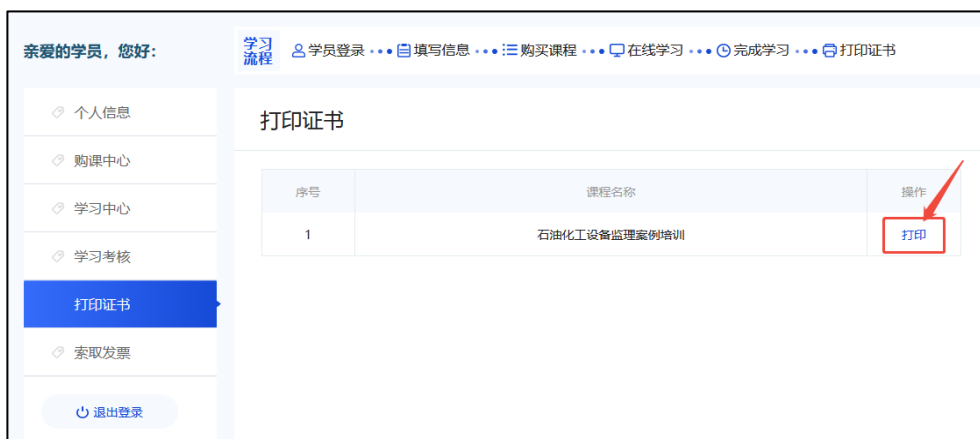 亲爱的学员，您好：
学习流程
学员登录 填写信息 购买课程 在线学习 完成学习 打印证书
个人信息
购课中心
学习中心
学习考核
打印证书
索取发票
退出登录
打印证书
序号 课程名称 操作
1 石油化工设备监理案例培训 打印